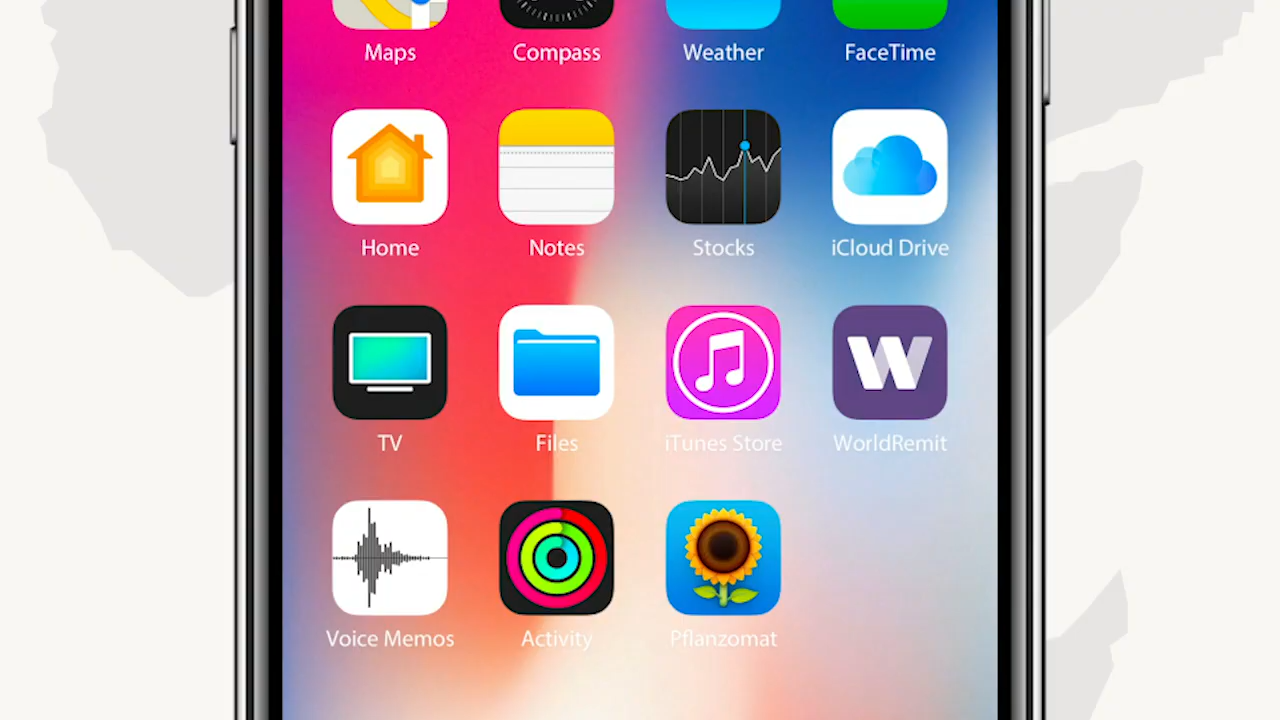 Maps Compass Weather FaceTime
Home Notes Stocks iCloud Drive
W
TV Files iTunes Store WorldRemit
Voice Memos Activity Pflanzomat